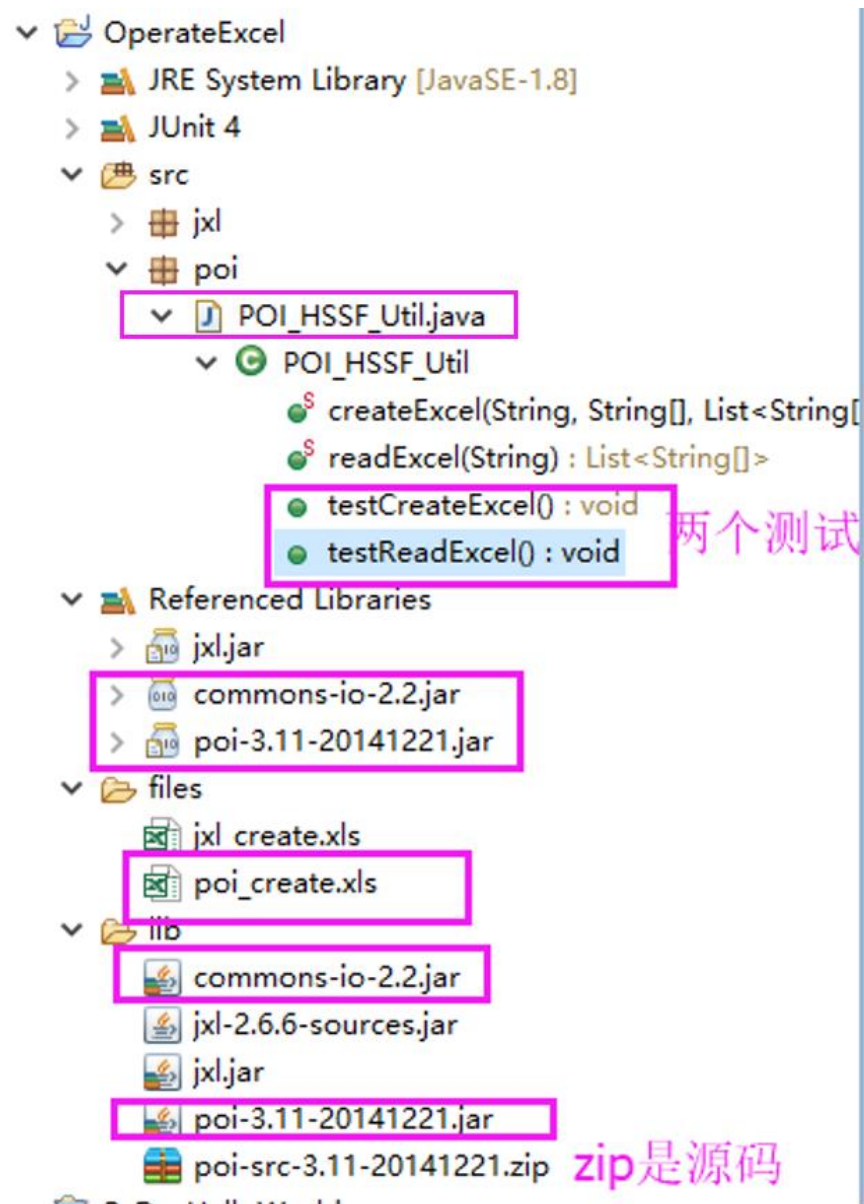 OperateExcel
JRE System Library [JavaSE-1.8]
JUnit 4
src
jxl
poi
POI_HSSF_Util.java
POI_HSSF_Util
createExcel(String, String[], List<String[
readExcel(String) : List<String[]>
testCreateExcel() : void
两个测试
testReadExcel() : void
Referenced Libraries
jxl.jar
commons-io-2.2.jar
poi-3.11-20141221.jar
files
jxl_create.xls
poi_create.xls
lib
commons-io-2.2.jar
jxl-2.6.6-sources.jar
jxl.jar
poi-3.11-20141221.jar
poi-src-3.11-20141221.zip zip是源码